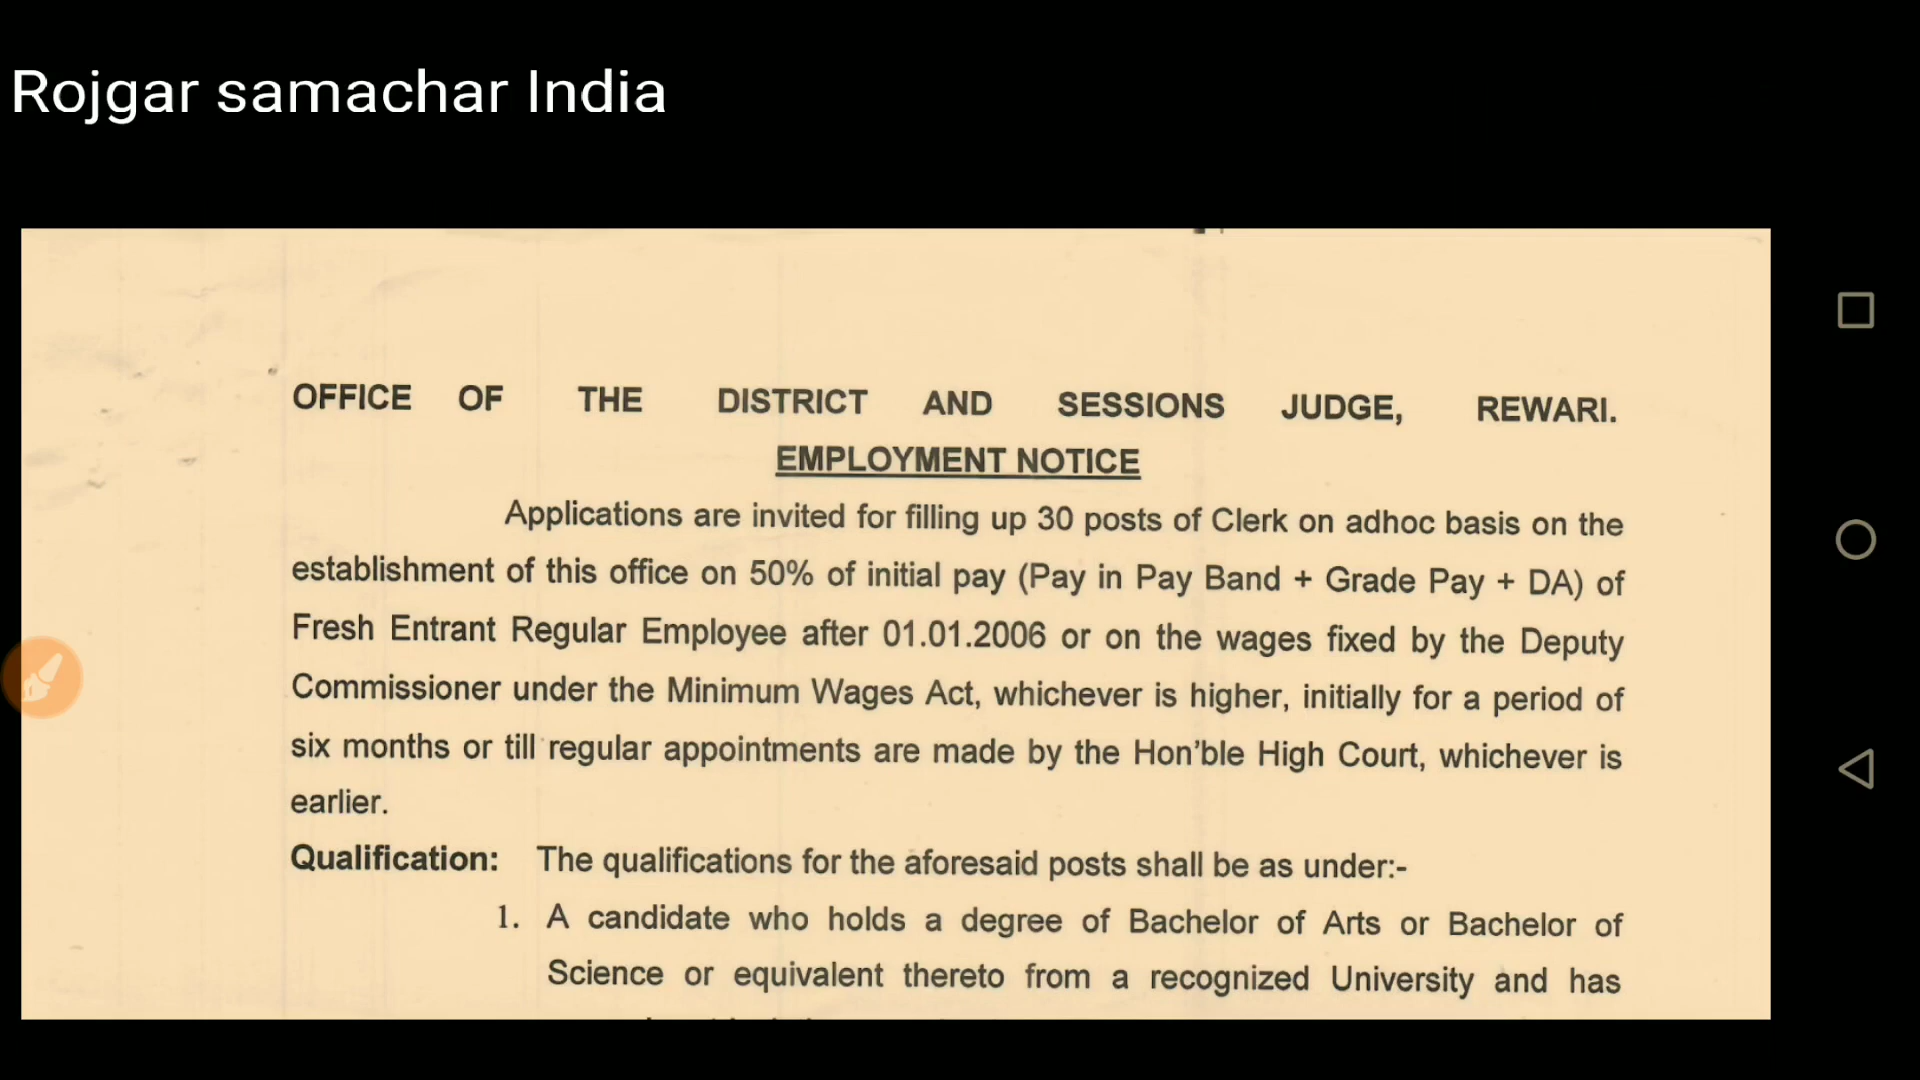 Rojgar samachar India
OFFICE OF THE DISTRICT AND SESSIONS JUDGE, REWARI.
EMPLOYMENT NOTICE
Applications are invited for filling up 30 posts of Clerk on adhoc basis on the
establishment of this office on 50% of initial pay (Pay in Pay Band + Grade Pay + DA) of
Fresh Entrant Regular Employee after 01.01.2006 or on the wages fixed by the Deputy
Commissioner under the Minimum Wages Act, whichever is higher, initially for a period of
six months or till regular appointments are made by the Hon'ble High Court, whichever is
earlier.
Qualification: The qualifications for the aforesaid posts shall be as under:-
1. A candidate who holds a degree of Bachelor of Arts or Bachelor of
Science or equivalent thereto from a recognized University and has